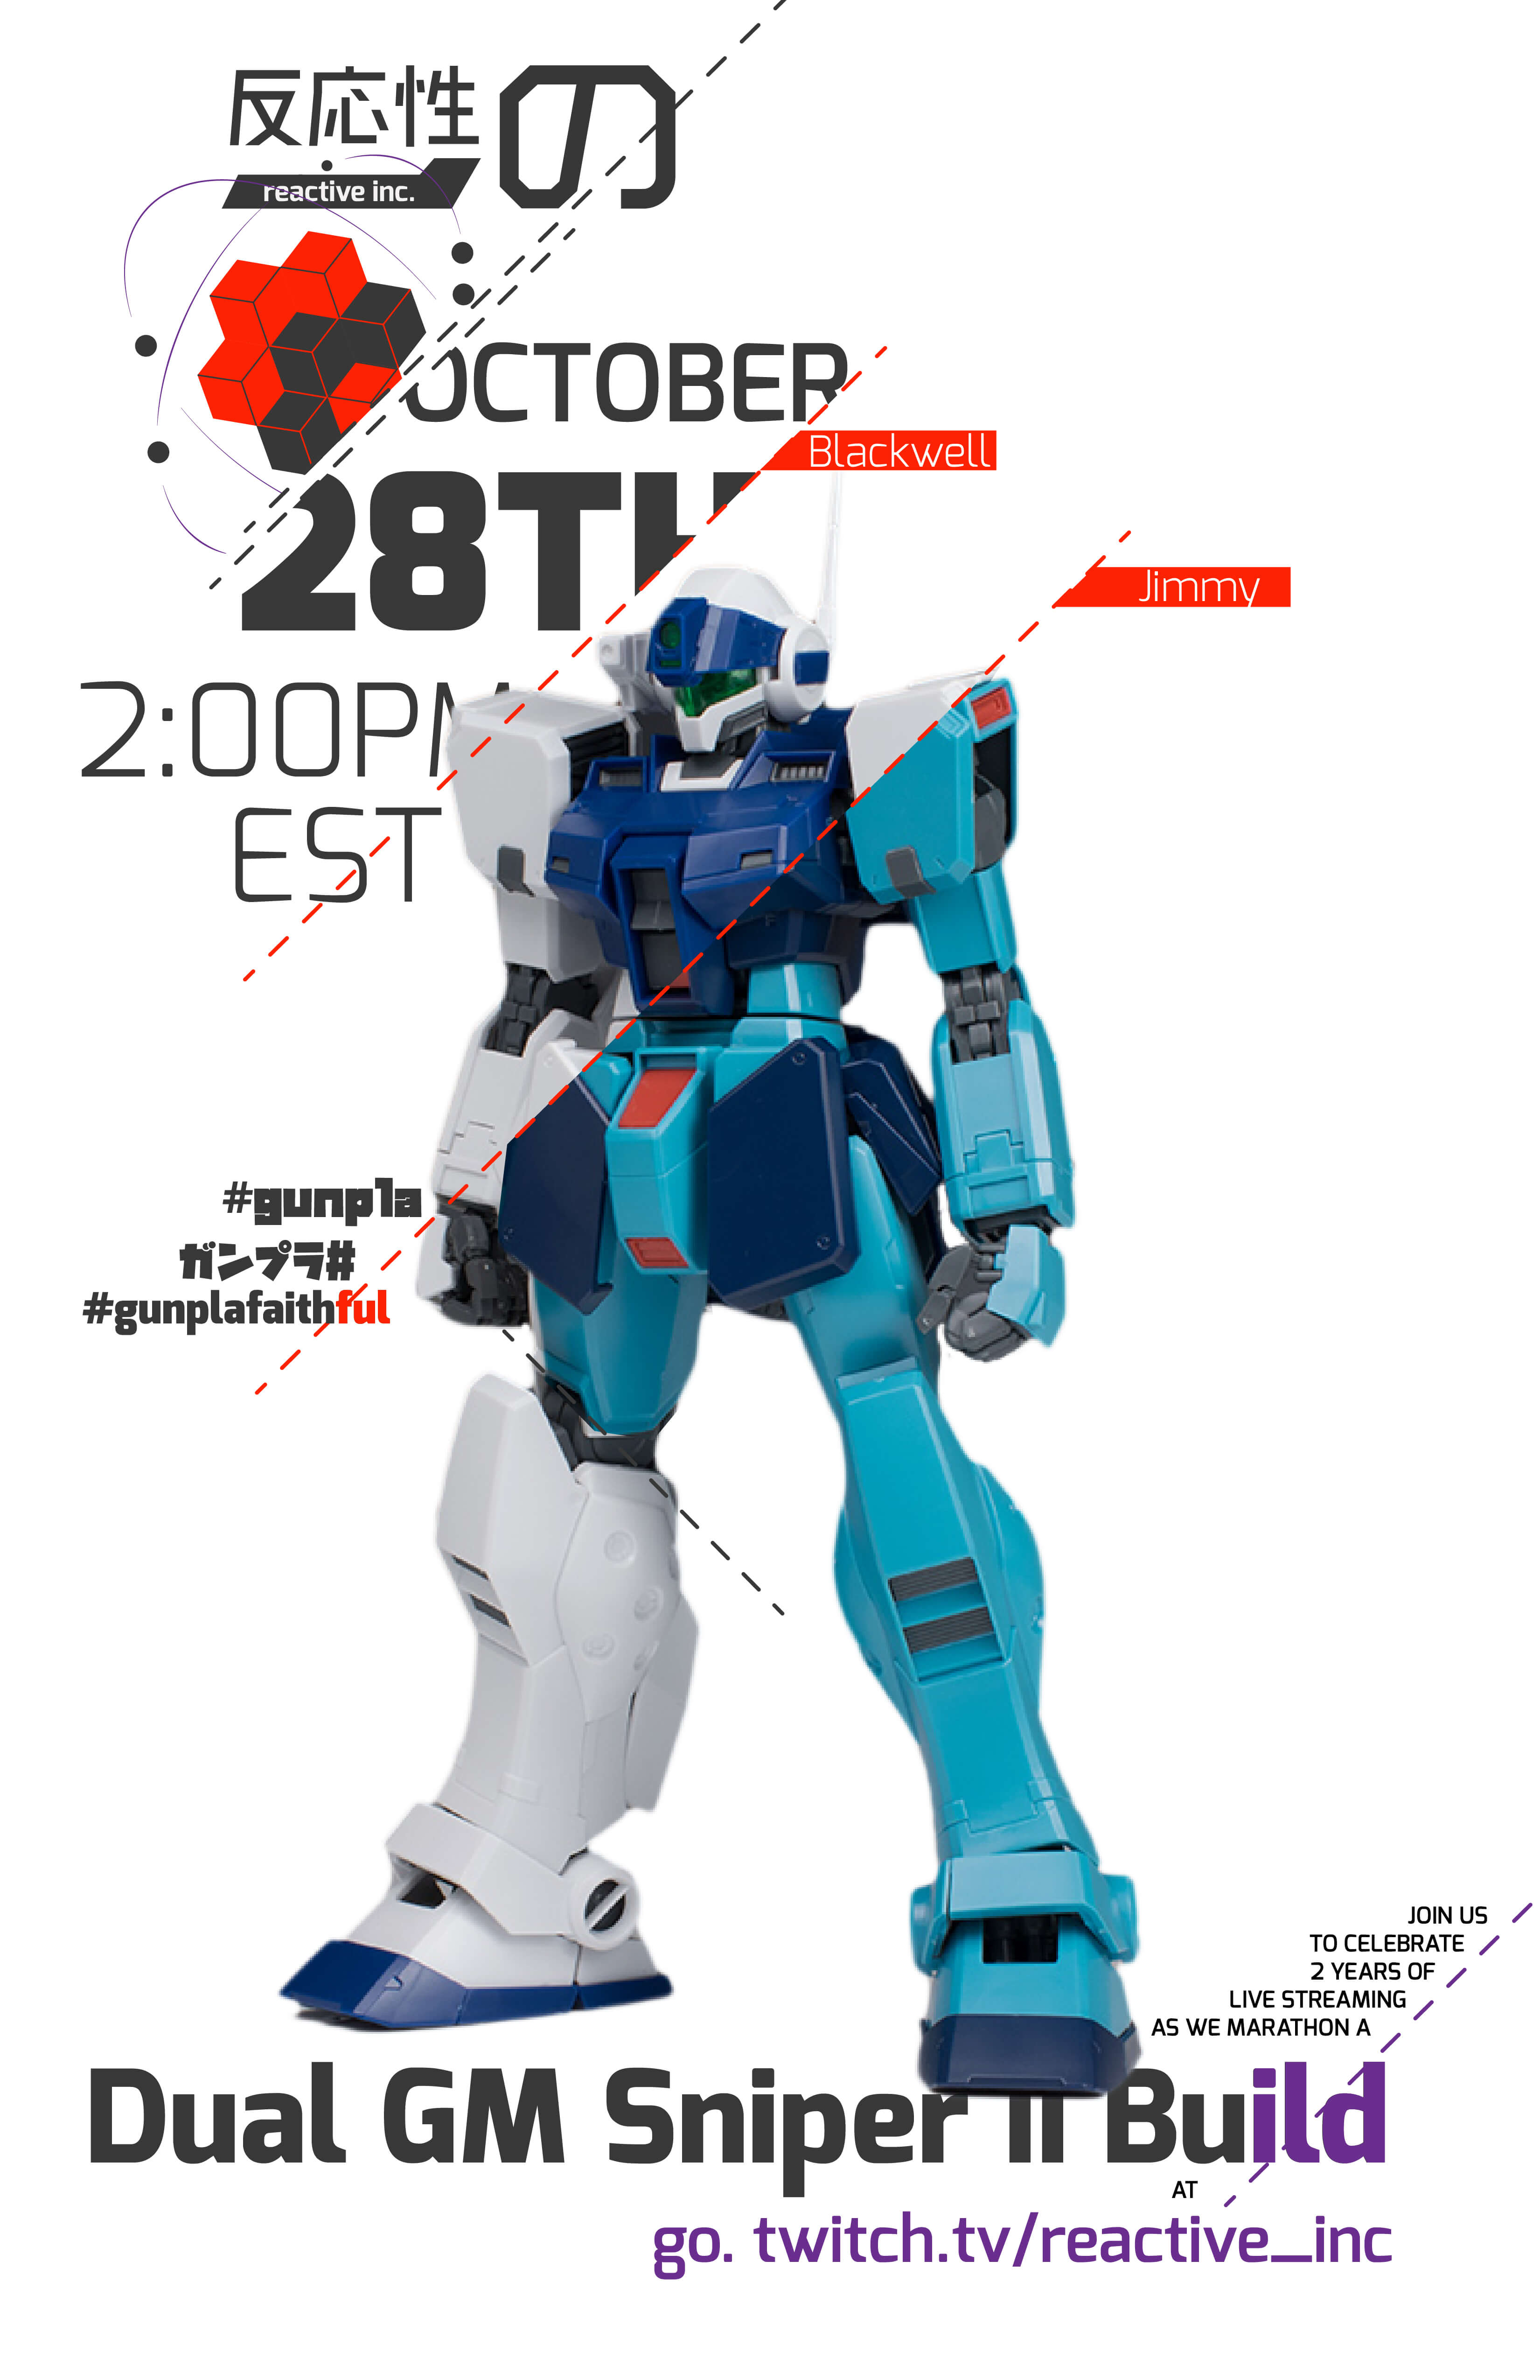 反応性の
reactive inc.
OCTOBER
Blackwell
28TH
Jimmy
2:00PM
EST
#gunpla
ガンプラ#
#gunplafaithful
JOIN US
TO CELEBRATE
2 YEARS OF
LIVE STREAMING
AS WE MARATHON A
Dual GM Sniper II Build
AT
go. twitch.tv/reactive_inc